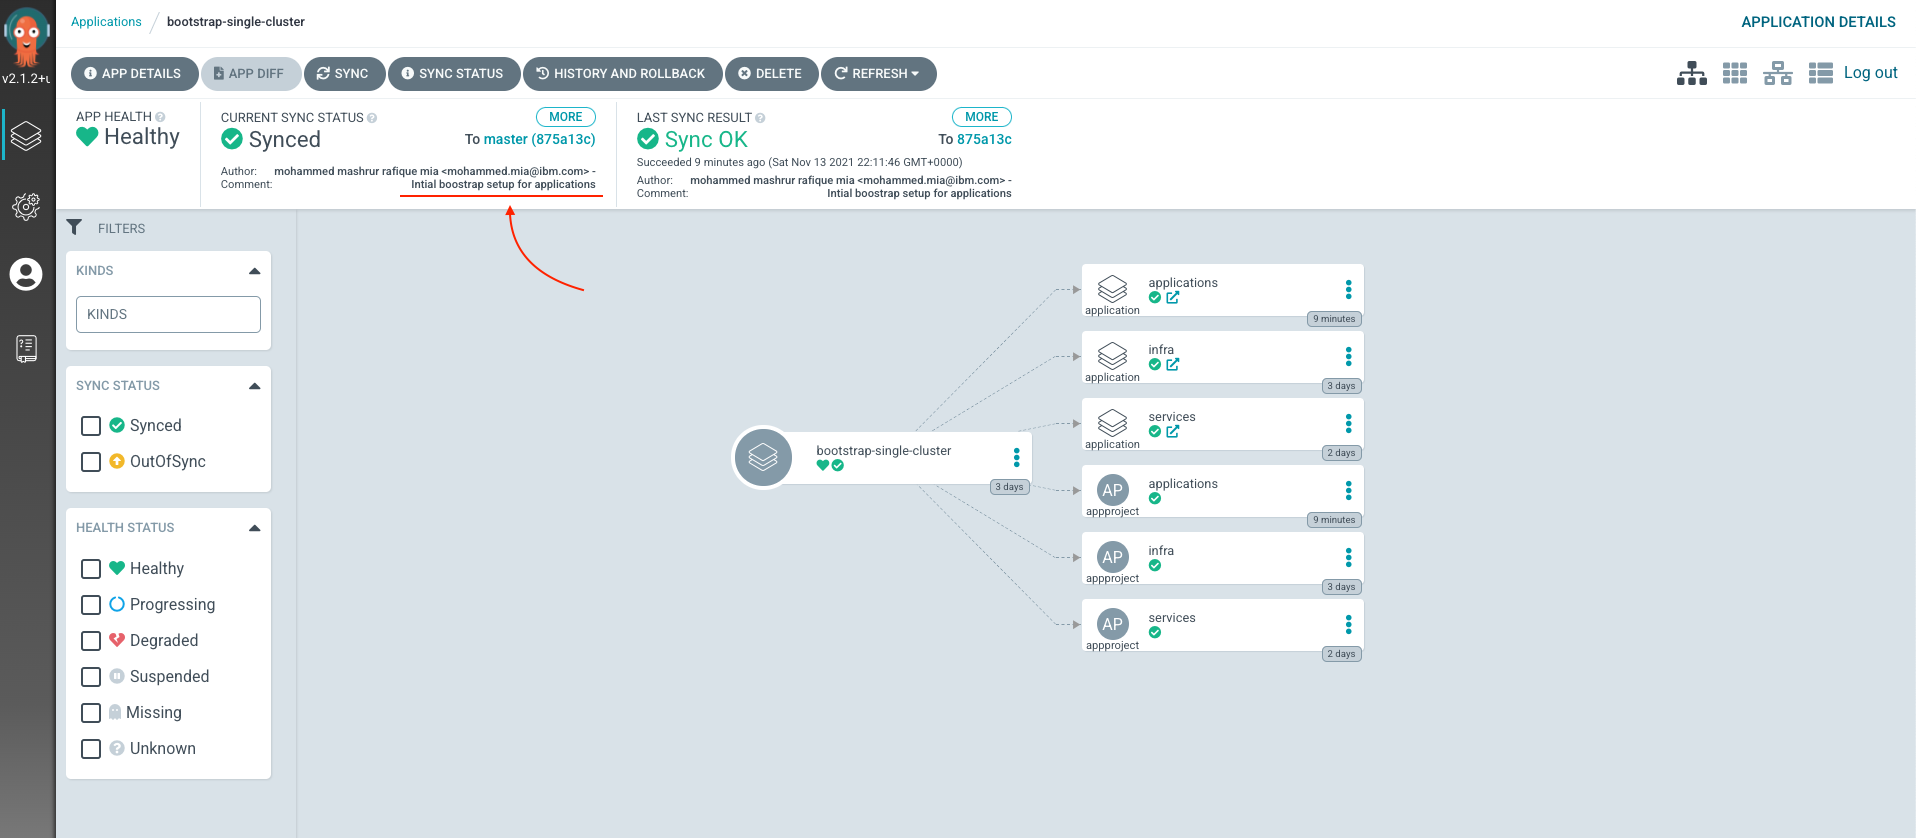 Applications / bootstrap-single-cluster
APPLICATION DETAILS
v2.1.2+u
APP DETAILS
APP DIFF
SYNC
SYNC STATUS
HISTORY AND ROLLBACK
DELETE
REFRESH
Log out
APP HEALTH
Healthy
CURRENT SYNC STATUS
MORE
Synced
To master (875a13c)
Author: mohammed mashrur rafique mia <mohammed.mia@ibm.com> -
Comment: Intial boostrap setup for applications
LAST SYNC RESULT
MORE
Sync OK
To 875a13c
Succeeded 9 minutes ago (Sat Nov 13 2021 22:11:46 GMT+0000)
Author: mohammed mashrur rafique mia <mohammed.mia@ibm.com> -
Comment: Intial boostrap setup for applications
FILTERS
KINDS
KINDS
SYNC STATUS
Synced
OutOfSync
HEALTH STATUS
Healthy
Progressing
Degraded
Suspended
Missing
Unknown
bootstrap-single-cluster
3 days
applications
application
9 minutes
infra
application
3 days
services
application
2 days
AP
applications
appproject
9 minutes
AP
infra
appproject
3 days
AP
services
appproject
2 days